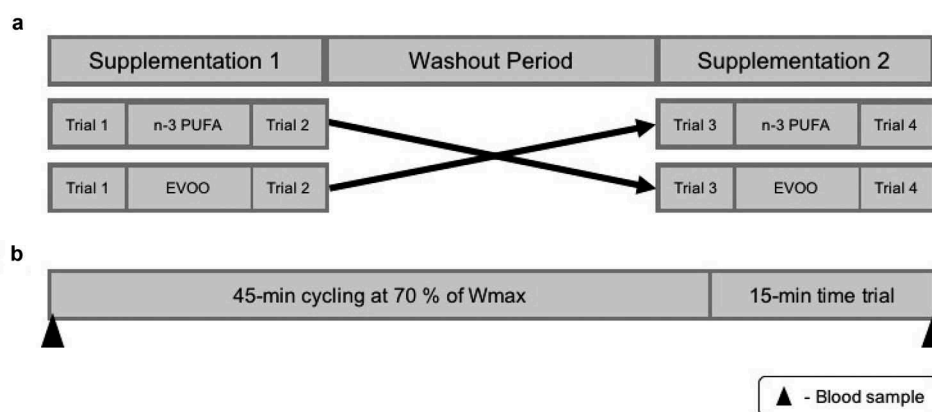 a
Supplementation 1 Washout Period Supplementation 2
Trial 1 n-3 PUFA Trial 2 Trial 3 n-3 PUFA Trial 4
Trial 1 EVOO Trial 2 Trial 3 EVOO Trial 4
b
45-min cycling at 70 % of Wmax 15-min time trial
- Blood sample